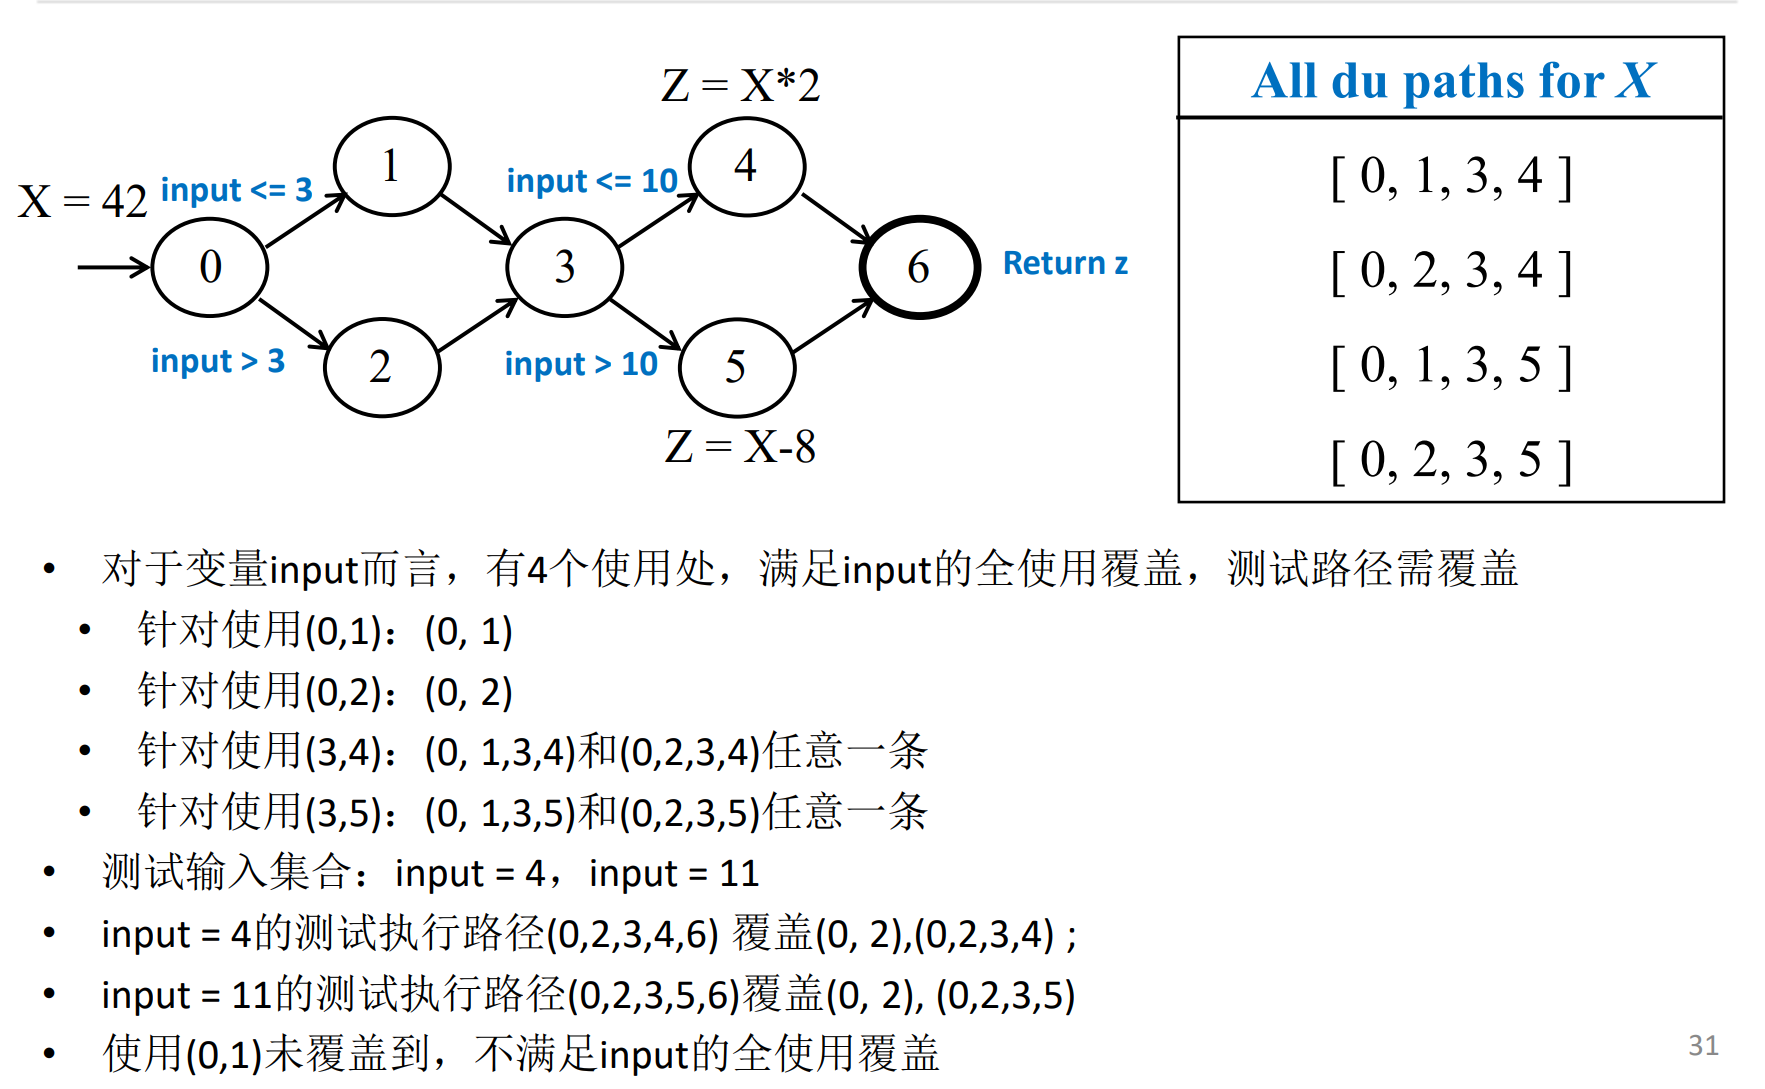 Z = X*2
All du paths for X
1
4
input <= 3
input <= 10
[ 0, 1, 3, 4 ]
X = 42
0
3
6
Return z
[ 0, 2, 3, 4 ]
input > 3
2
input > 10
5
[ 0, 1, 3, 5 ]
Z = X-8
[ 0, 2, 3, 5 ]
• 对于变量input而言，有4个使用处，满足input的全使用覆盖，测试路径需覆盖
• 针对使用(0,1)：(0, 1)
• 针对使用(0,2)：(0, 2)
• 针对使用(3,4)：(0, 1,3,4)和(0,2,3,4)任意一条
• 针对使用(3,5)：(0, 1,3,5)和(0,2,3,5)任意一条
• 测试输入集合：input = 4，input = 11
• input = 4的测试执行路径(0,2,3,4,6) 覆盖(0, 2),(0,2,3,4) ;
• input = 11的测试执行路径(0,2,3,5,6)覆盖(0, 2), (0,2,3,5)
• 使用(0,1)未覆盖到，不满足input的全使用覆盖
31